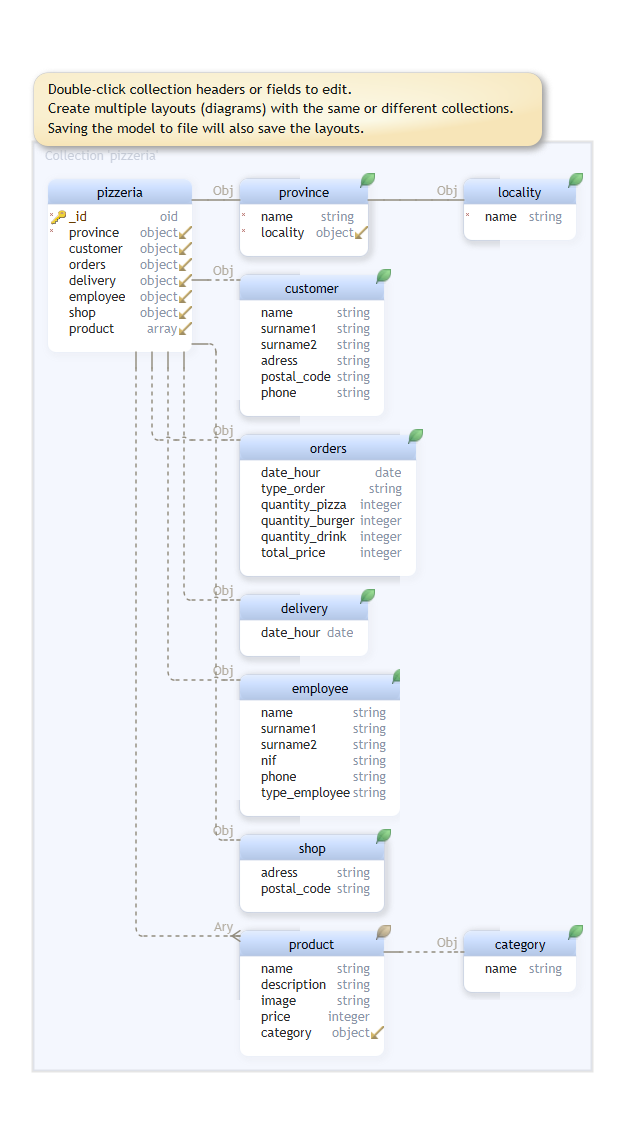 Double-click collection headers or fields to edit.
Create multiple layouts (diagrams) with the same or different collections.
Saving the model to file will also save the layouts.
Collection 'pizzeria'
pizzeria
* _id oid
* province object
customer object
orders object
delivery object
employee object
shop object
product array
Obj
province
* name string
* locality object
Obj
locality
* name string
Obj
customer
name string
surname1 string
surname2 string
adress string
postal_code string
phone string
Obj
orders
date_hour date
type_order string
quantity_pizza integer
quantity_burger integer
quantity_drink integer
total_price integer
Obj
delivery
date_hour date
Obj
employee
name string
surname1 string
surname2 string
nif string
phone string
type_employee string
Obj
shop
adress string
postal_code string
Ary
product
name string
description string
image string
price integer
category object
Obj
category
name string